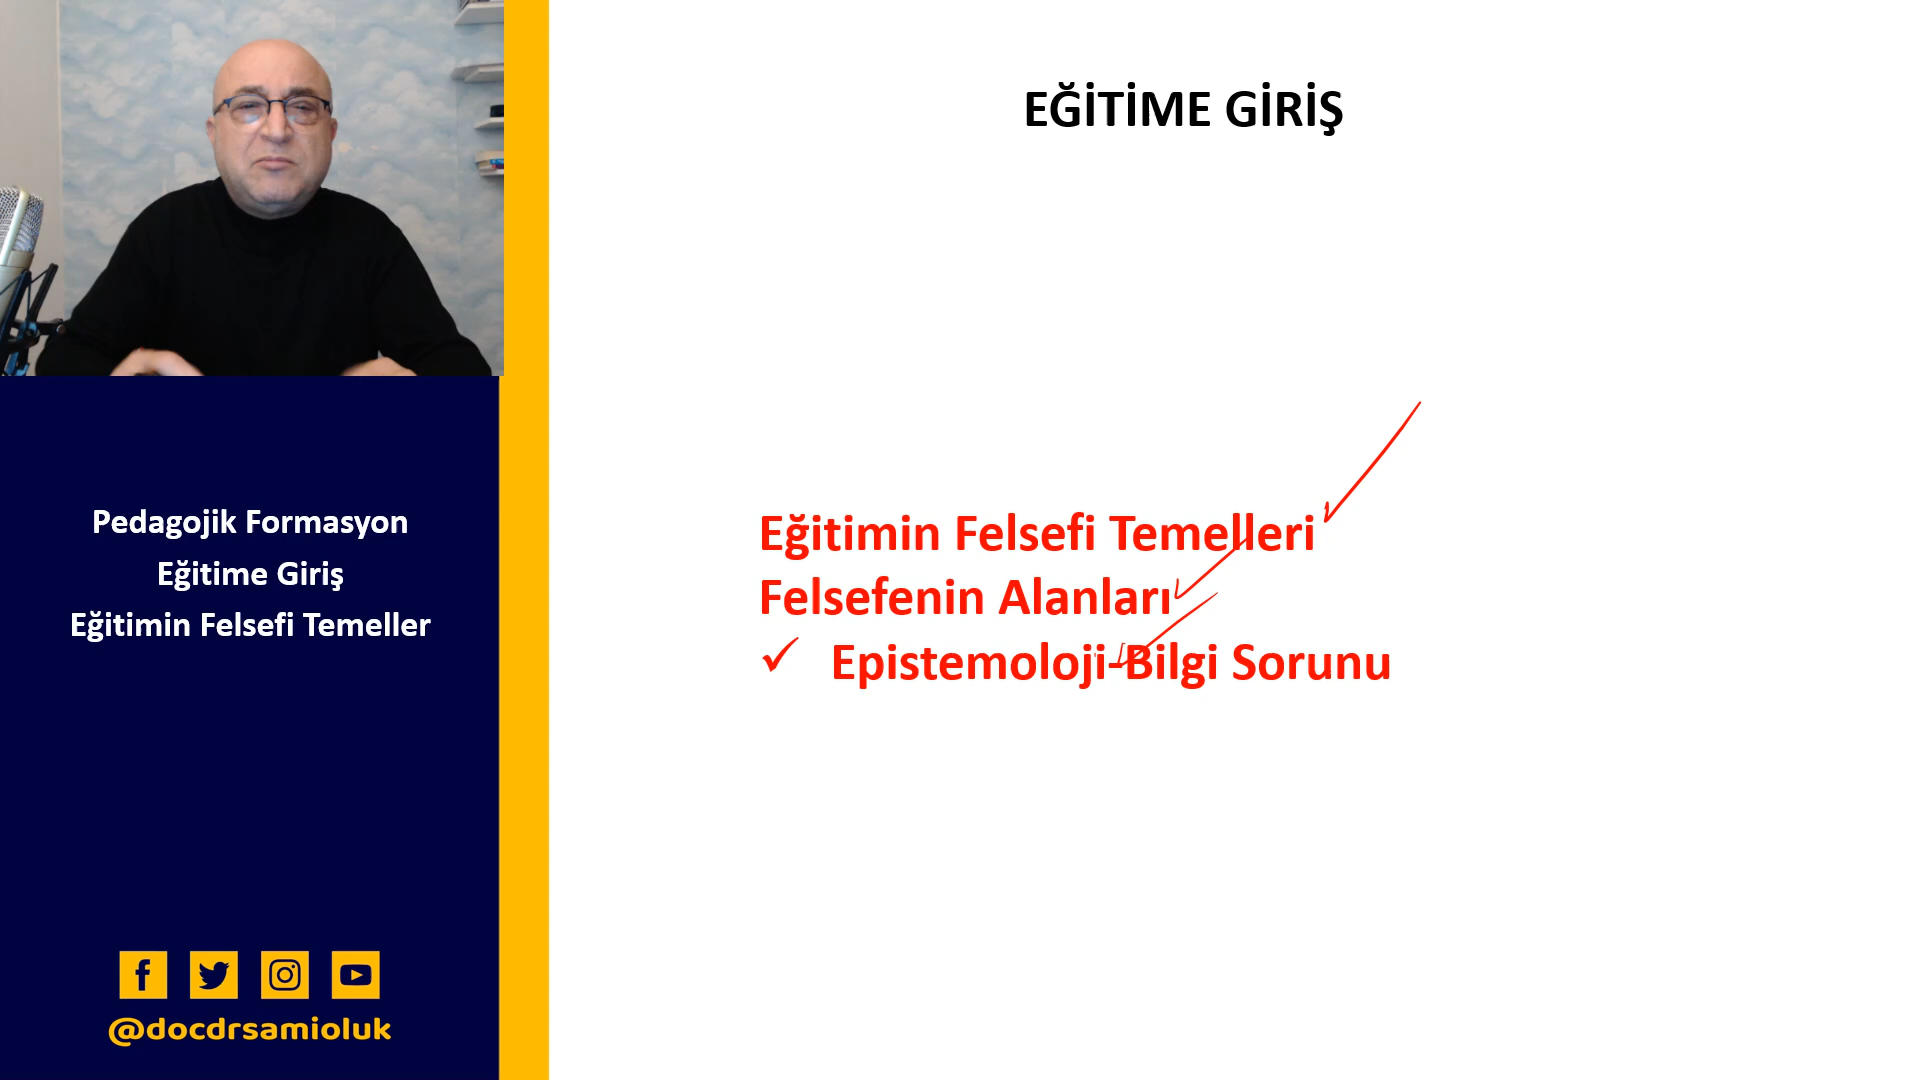 EĞİTİME GİRİŞ
Eğitimin Felsefi Temelleri
Felsefenin Alanları
✓ Epistemoloji-Bilgi Sorunu
Pedagojik Formasyon
Eğitime Giriş
Eğitimin Felsefi Temeller
@docdrsamioluk